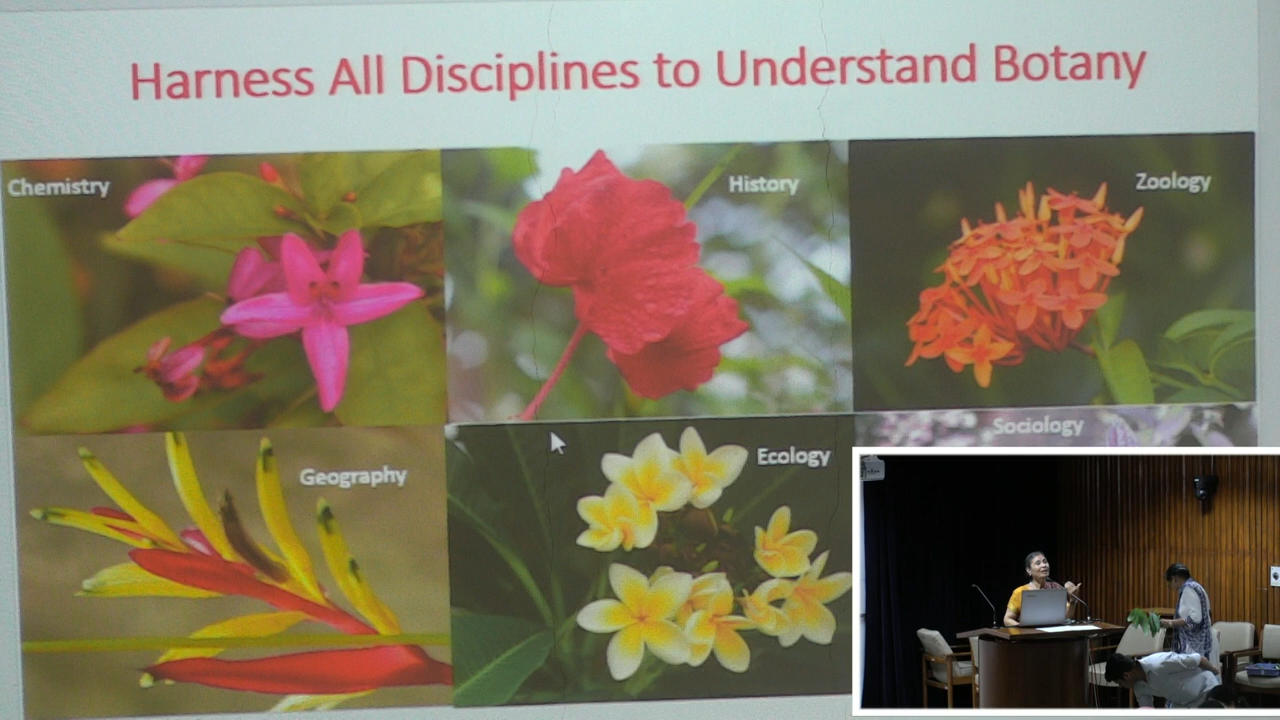 Harness All Disciplines to Understand Botany
Chemistry
History
Zoology
Geography
Ecology
Sociology